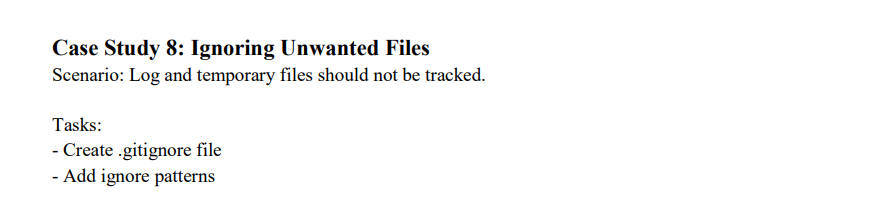 Case Study 8: Ignoring Unwanted Files
Scenario: Log and temporary files should not be tracked.
Tasks:
- Create .gitignore file
- Add ignore patterns